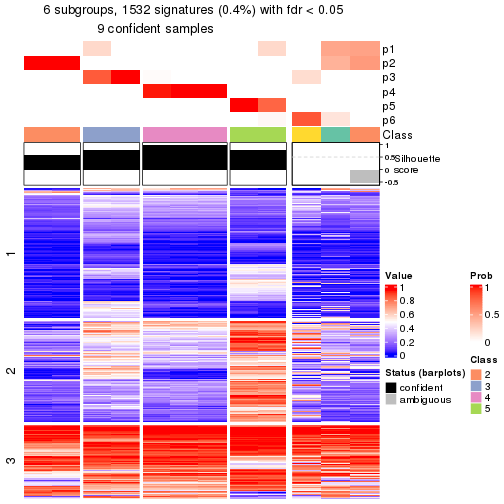 6 subgroups, 1532 signatures (0.4%) with fdr < 0.05
9 confident samples
p1
p2
p3
p4
p5
p6
Class
1
0.5
0
-0.5
Silhouette
score
1
2
3
Value
1
0.8
0.6
0.4
0.2
0
Prob
1
0.5
0
Status (barplots)
confident
ambiguous
Class
2
3
4
5